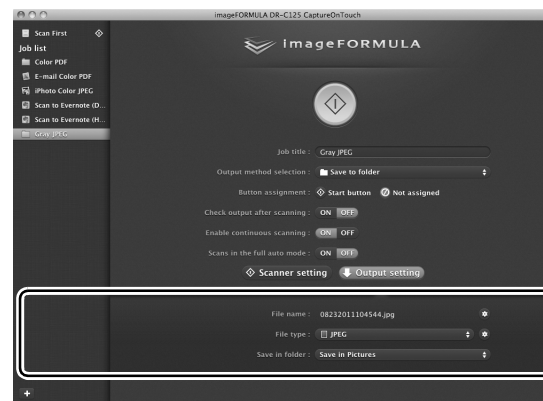 imageFORMULA DR-C125 CaptureOnTouch
Scan First
Job list
Color PDF
E-mail Color PDF
iPhoto Color JPEG
Scan to Evernote (D...
Scan to Evernote (H...
Gray JPEG
imageFORMULA
Job title : Gray JPEG
Output method selection : Save to folder
Button assignment : Start button Not assigned
Check output after scanning : ON OFF
Enable continuous scanning : ON OFF
Scans in the full auto mode : ON OFF
Scanner setting Output setting
File name : 08232011104544.jpg
File type : JPEG
Save in folder : Save in Pictures
+